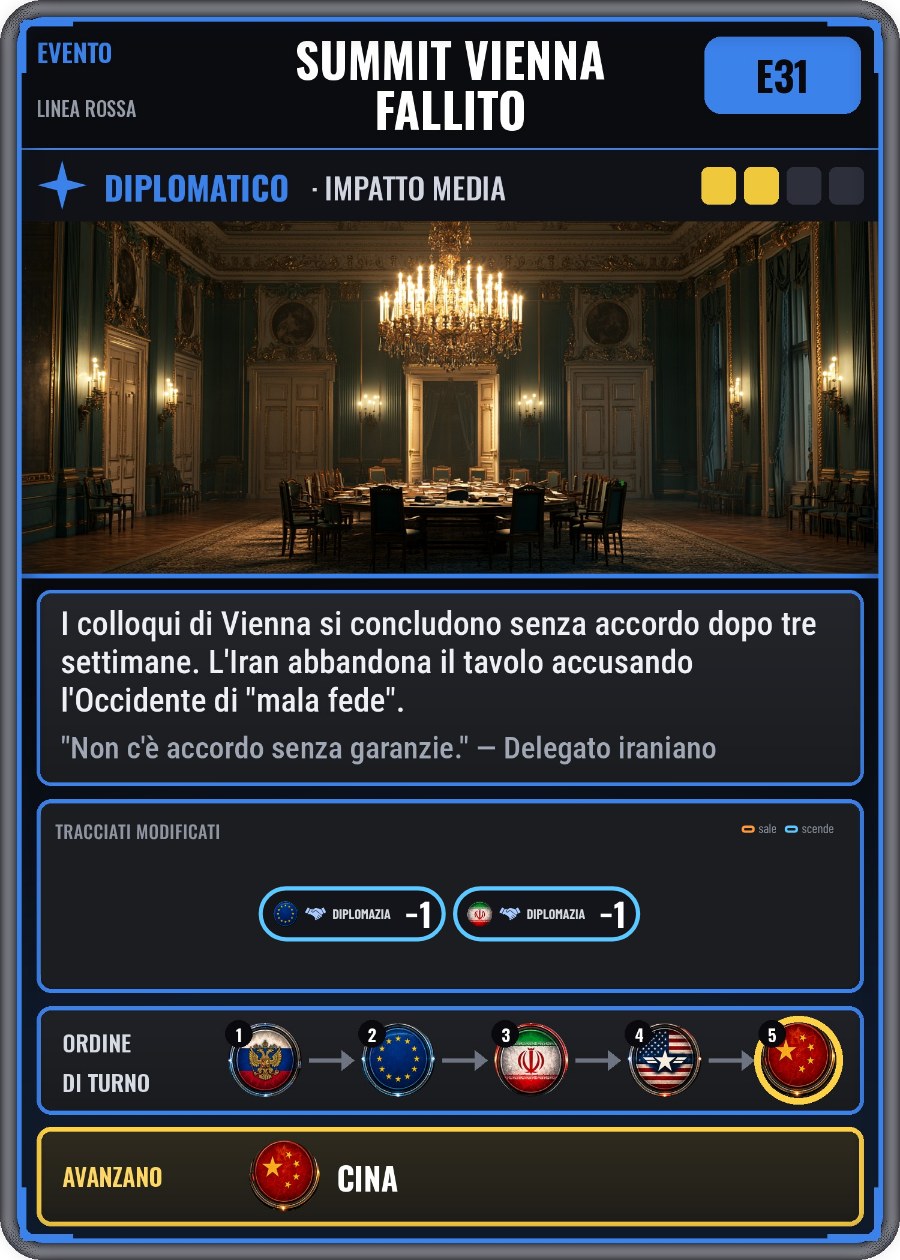 EVENTO
LINEA ROSSA
SUMMIT VIENNA
FALLITO
E31
DIPLOMATICO · IMPATTO MEDIA
I colloqui di Vienna si concludono senza accordo dopo tre
settimane. L'Iran abbandona il tavolo accusando
l'Occidente di "mala fede".
"Non c'è accordo senza garanzie." — Delegato iraniano
TRACCIATI MODIFICATI
sale scende
DIPLOMAZIA -1 DIPLOMAZIA -1
ORDINE
DI TURNO
1 2 3 4 5
AVANZANO CINA